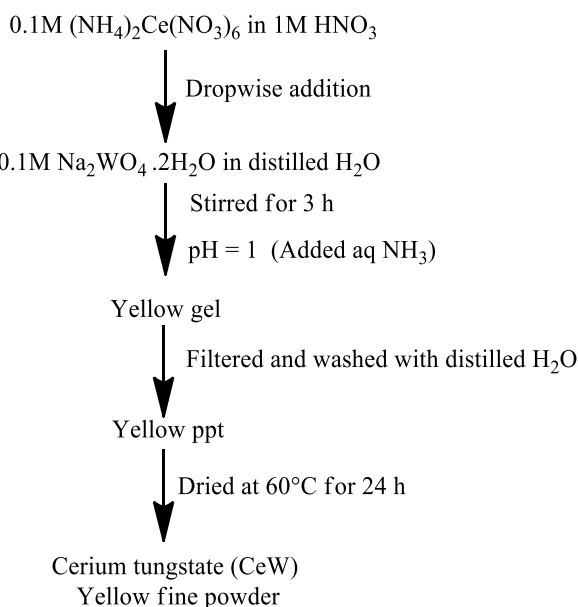 0.1M (NH₄)₂Ce(NO₃)₆ in 1M HNO₃
Dropwise addition
0.1M Na₂WO₄ .2H₂O in distilled H₂O
Stirred for 3 h
pH = 1 (Added aq NH₃)
Yellow gel
Filtered and washed with distilled H₂O
Yellow ppt
Dried at 60°C for 24 h
Cerium tungstate (CeW)
Yellow fine powder